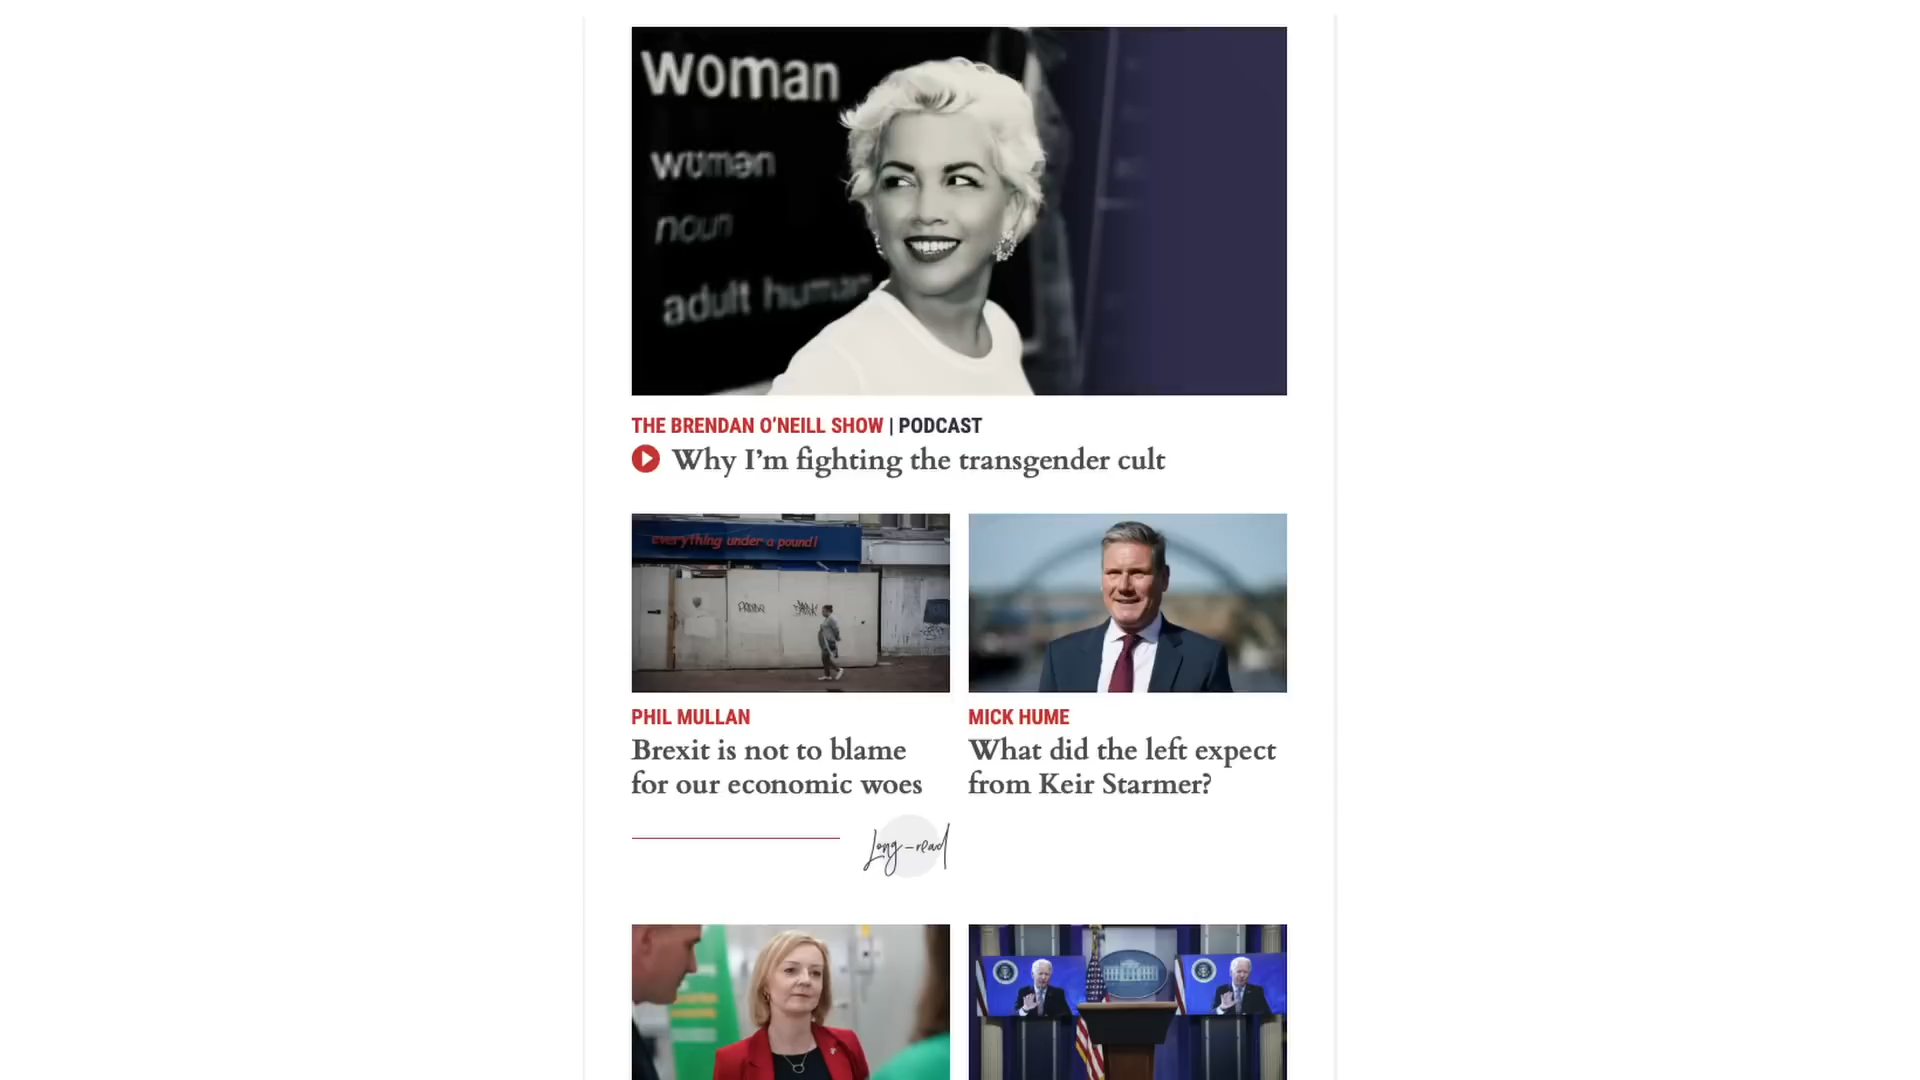 woman
woman
noun
adult human
THE BRENDAN O’NEILL SHOW | PODCAST
Why I’m fighting the transgender cult
everything under a pound!
PHIL MULLAN
Brexit is not to blame
for our economic woes
MICK HUME
What did the left expect
from Keir Starmer?
Long-read